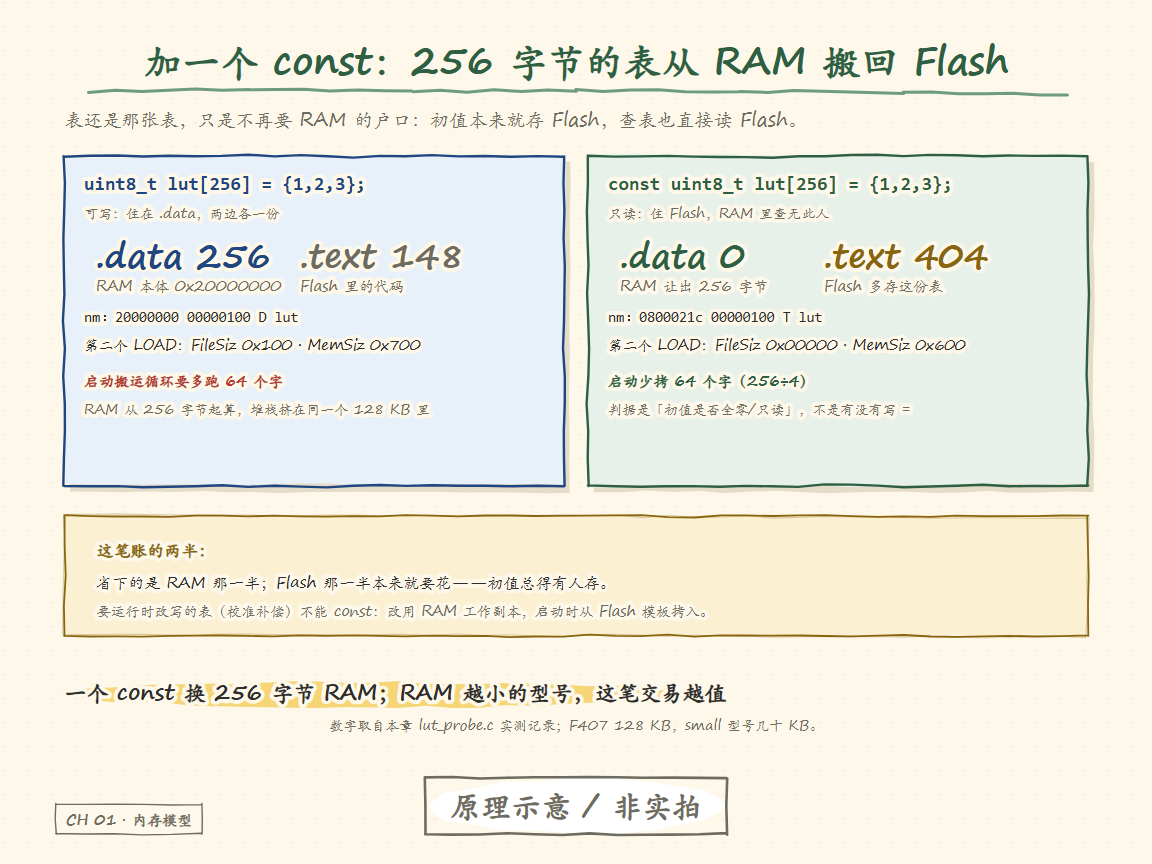 加一个 const：256 字节的表从 RAM 搬回 Flash
表还是那张表，只是不再要 RAM 的户口：初值本来就存 Flash，查表也直接读 Flash。
uint8_t lut[256] = {1,2,3};
可写：住在 .data，两边各一份
.data 256 .text 148
RAM 本体 0x20000000 Flash 里的代码
nm：20000000 00000100 D lut
第二个 LOAD：FileSiz 0x100 · MemSiz 0x700
启动搬运循环要多跑 64 个字
RAM 从 256 字节起算，堆栈挤在同一个 128 KB 里
const uint8_t lut[256] = {1,2,3};
只读：住 Flash，RAM 里查无此人
.data 0 .text 404
RAM 让出 256 字节 Flash 多存这份表
nm：0800021c 00000100 T lut
第二个 LOAD：FileSiz 0x00000 · MemSiz 0x600
启动少拷 64 个字（256÷4）
判据是「初值是否全零/只读」，不是有没有写 =
这笔账的两半：
省下的是 RAM 那一半；Flash 那一半本来就要花——初值总得有人存。
要运行时改写的表（校准补偿）不能 const：改用 RAM 工作副本，启动时从 Flash 模板拷入。
一个 const 换 256 字节 RAM；RAM 越小的型号，这笔交易越值
数字取自本章 lut_probe.c 实测记录；F407 128 KB，small 型号几十 KB。
原理示意 / 非实拍
CH 01 · 内存模型